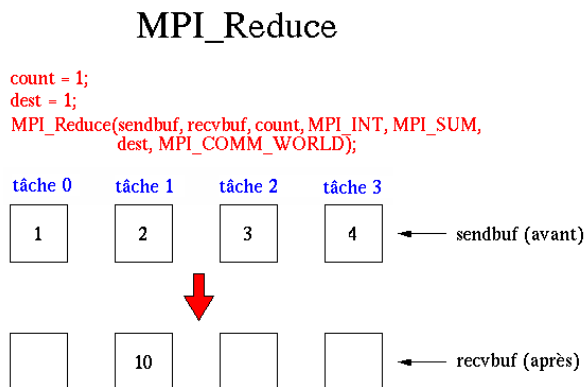 MPI_Reduce
count = 1;
dest = 1;
MPI_Reduce(sendbuf, recvbuf, count, MPI_INT, MPI_SUM,
dest, MPI_COMM_WORLD);
tâche 0 tâche 1 tâche 2 tâche 3
1 2 3 4 sendbuf (avant)
10 recvbuf (après)